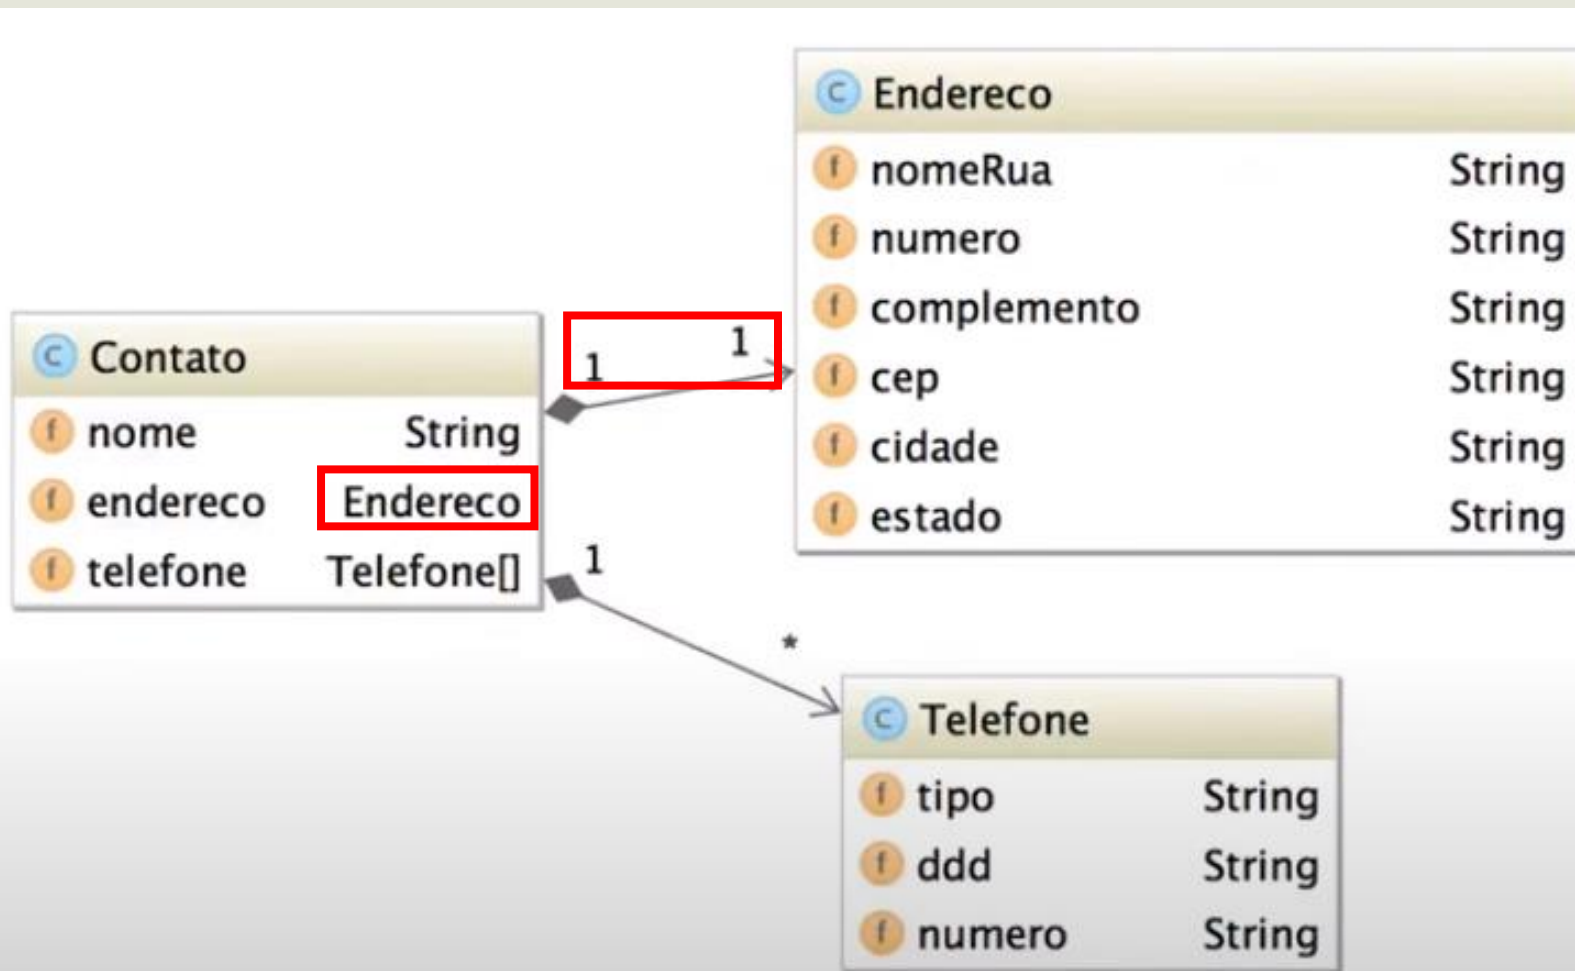 Endereco
nomeRua String
numero String
complemento String
cep String
cidade String
estado String
Contato
nome String
endereco Endereco
telefone Telefone[]
1 1
1 *
Telefone
tipo String
ddd String
numero String